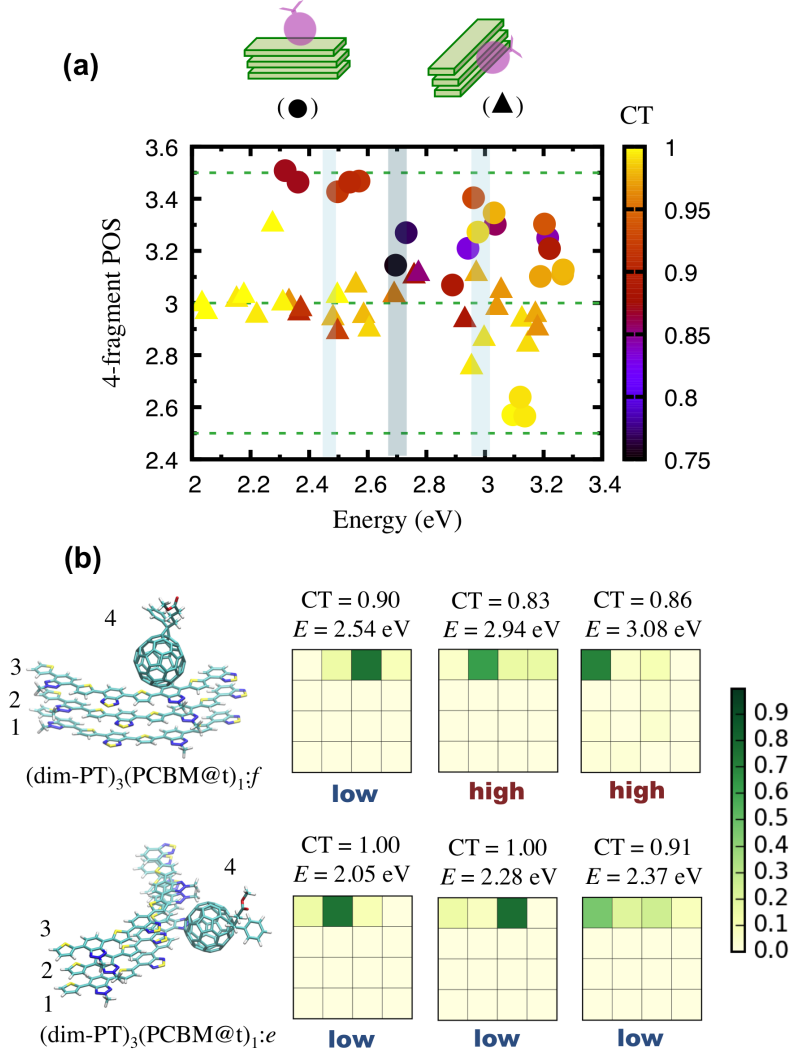 (a)
(●) (▲)
CT
4-fragment POS
3.6
3.4
3.2
3
2.8
2.6
2.4
2 2.2 2.4 2.6 2.8 3 3.2 3.4
Energy (eV)
1
0.95
0.9
0.85
0.8
0.75
(b)
4
3
2
1
(dim-PT)₃(PCBM@t)₁:f
CT = 0.90
E = 2.54 eV
low
CT = 0.83
E = 2.94 eV
high
CT = 0.86
E = 3.08 eV
high
4
3
2
1
(dim-PT)₃(PCBM@t)₁:e
CT = 1.00
E = 2.05 eV
low
CT = 1.00
E = 2.28 eV
low
CT = 0.91
E = 2.37 eV
low
0.9
0.8
0.7
0.6
0.5
0.4
0.3
0.2
0.1
0.0